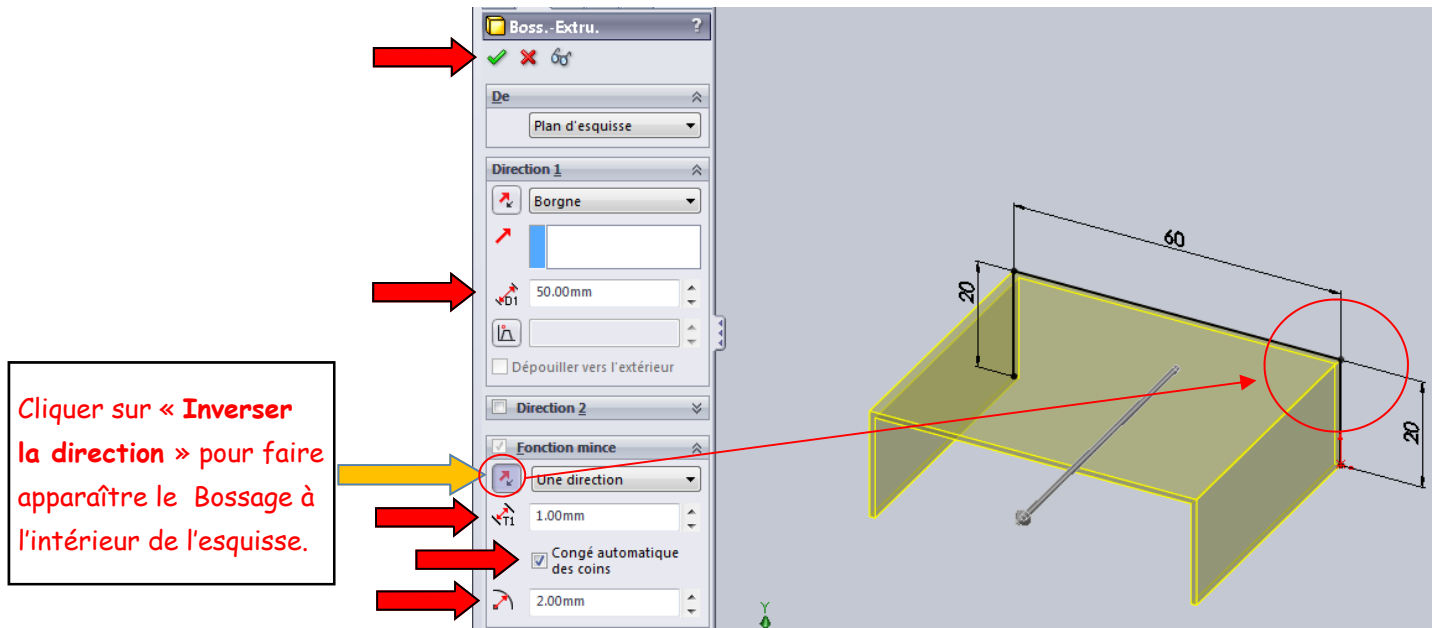 Boss.-Extru. ?
De
Plan d'esquisse
Direction 1
Borgne
D1 50.00mm
Dépouiller vers l'extérieur
Direction 2
Fonction mince
Une direction
T1 1.00mm
Congé automatique
des coins
2.00mm
Cliquer sur « Inverser
la direction » pour faire
apparaître le Bossage à
l'intérieur de l'esquisse.
60
20
20
Y